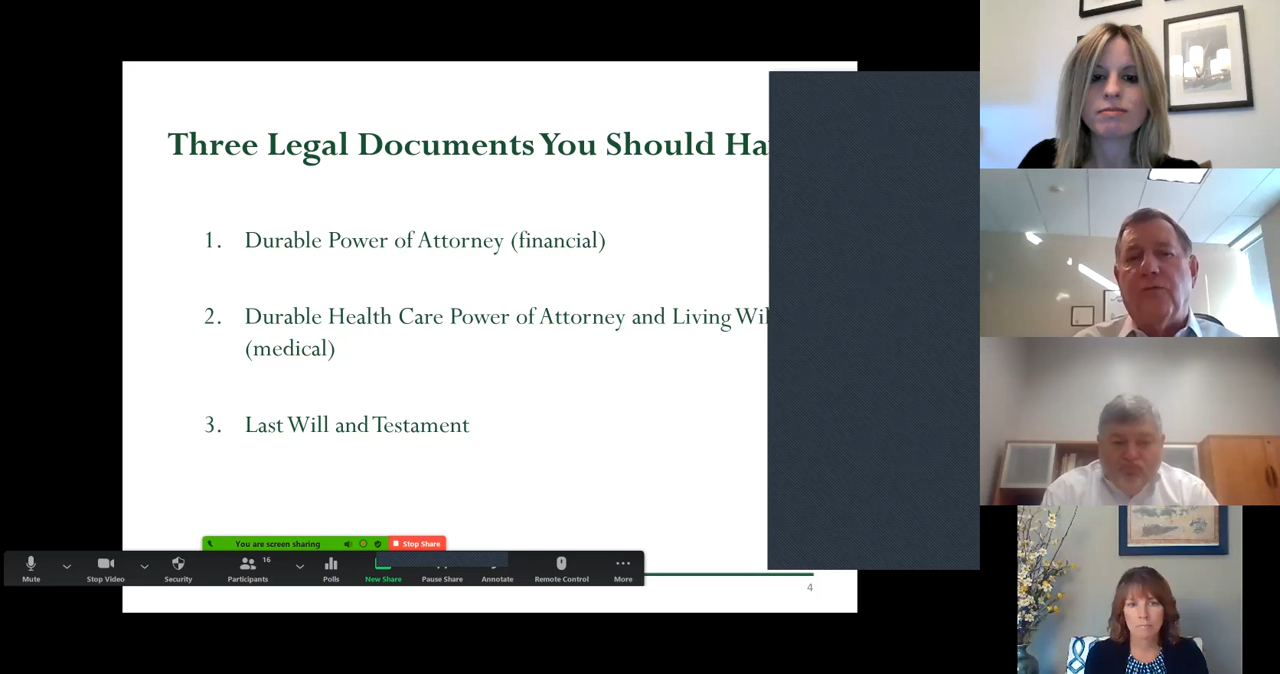 Three Legal Documents You Should Ha
1. Durable Power of Attorney (financial)
2. Durable Health Care Power of Attorney and Living Wil
(medical)
3. Last Will and Testament
You are screen sharing Stop Share
16
Mute Stop Video Security Participants Polls New Share Pause Share Annotate Remote Control More
4